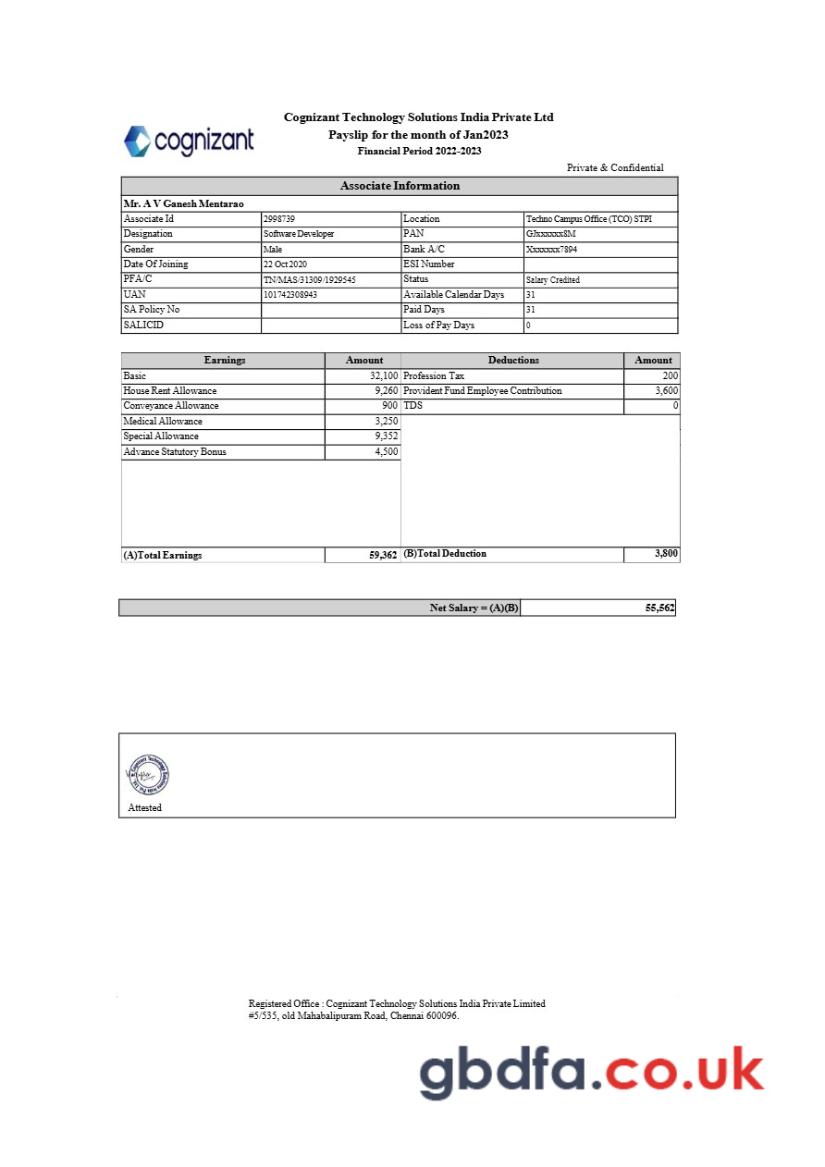 Cognizant Technology Solutions India Private Ltd
cognizant
Payslip for the month of Jan2023
Financial Period 2022-2023
Private & Confidential
Associate Information
Mr. A V Ganesh Mentarao
Associate Id 2998739 Location Techno Campus Office (TCO) STPI
Designation Software Developer PAN GJxxxxxx8M
Gender Male Bank A/C Xxxxxxx7894
Date Of Joining 22 Oct2020 ESI Number
PFA/C TN/MAS/31309/1929545 Status Salary Credited
UAN 101742308943 Available Calendar Days 31
SA Policy No Paid Days 31
SALICID Loss of Pay Days 0
Earnings Amount Deductions Amount
Basic 32,100 Profession Tax 200
House Rent Allowance 9,260 Provident Fund Employee Contribution 3,600
Conveyance Allowance 900 TDS 0
Medical Allowance 3,250
Special Allowance 9,352
Advance Statutory Bonus 4,500
(A)Total Earnings 59,362 (B)Total Deduction 3,800
Net Salary = (A)(B) 55,562
Cognizant Technology Solutions India Pvt. Ltd.
Attested
Registered Office : Cognizant Technology Solutions India Private Limited
#5/535, old Mahabalipuram Road, Chennai 600096.
gbdfa.co.uk